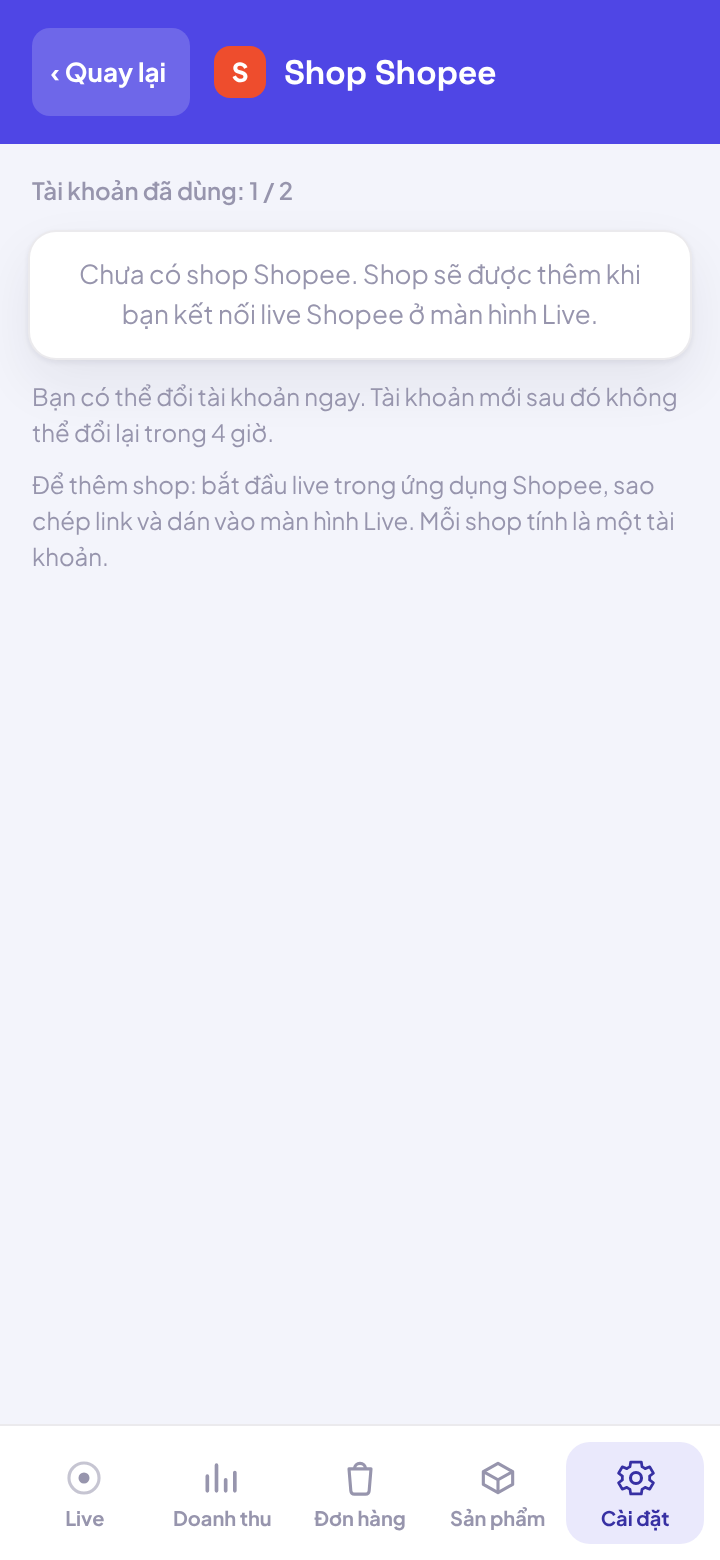 ‹ Quay lại
S
Shop Shopee
Tài khoản đã dùng: 1 / 2
Chưa có shop Shopee. Shop sẽ được thêm khi
bạn kết nối live Shopee ở màn hình Live.
Bạn có thể đổi tài khoản ngay. Tài khoản mới sau đó không
thể đổi lại trong 4 giờ.
Để thêm shop: bắt đầu live trong ứng dụng Shopee, sao
chép link và dán vào màn hình Live. Mỗi shop tính là một tài
khoản.
Live
Doanh thu
Đơn hàng
Sản phẩm
Cài đặt